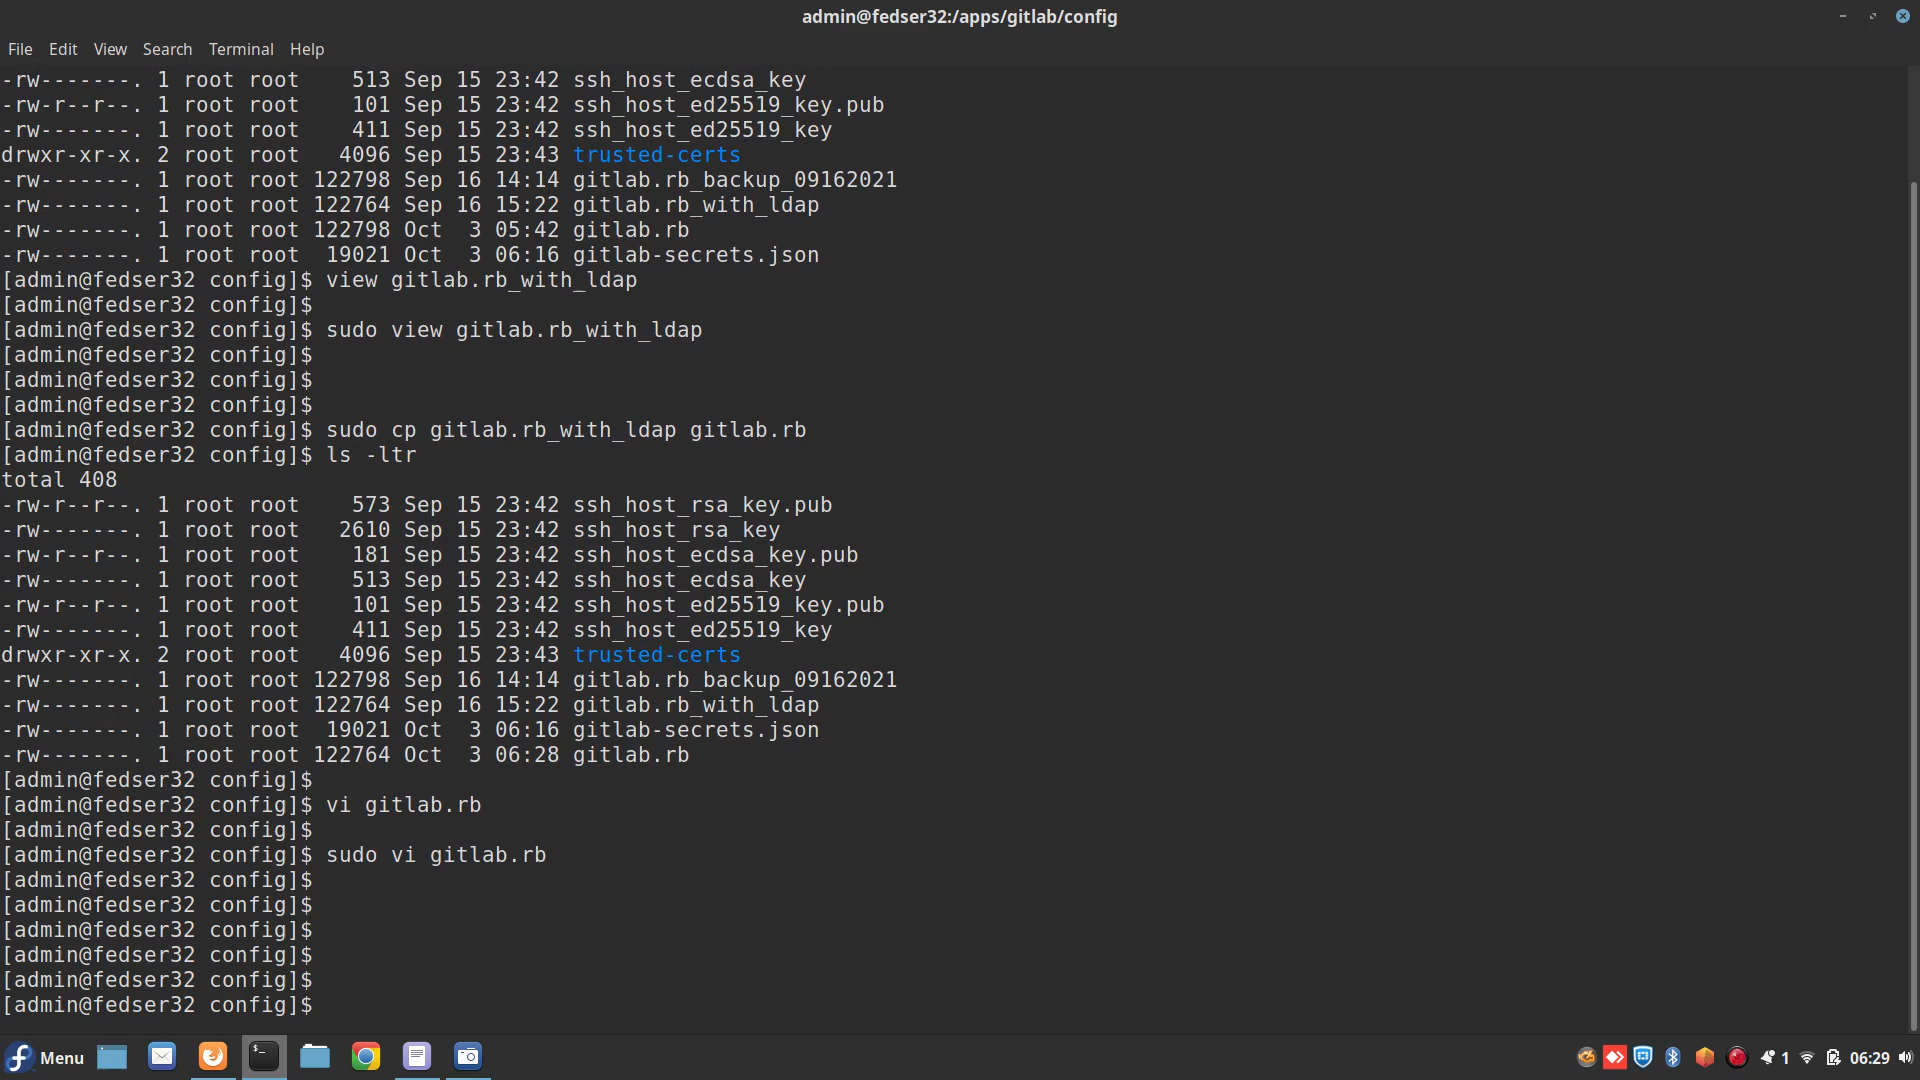 admin@fedser32:/apps/gitlab/config
File Edit View Search Terminal Help
-rw-------. 1 root root    513 Sep 15 23:42 ssh_host_ecdsa_key
-rw-r--r--. 1 root root    101 Sep 15 23:42 ssh_host_ed25519_key.pub
-rw-------. 1 root root    411 Sep 15 23:42 ssh_host_ed25519_key
drwxr-xr-x. 2 root root   4096 Sep 15 23:43 trusted-certs
-rw-------. 1 root root 122798 Sep 16 14:14 gitlab.rb_backup_09162021
-rw-------. 1 root root 122764 Sep 16 15:22 gitlab.rb_with_ldap
-rw-------. 1 root root 122798 Oct  3 05:42 gitlab.rb
-rw-------. 1 root root  19021 Oct  3 06:16 gitlab-secrets.json
[admin@fedser32 config]$ view gitlab.rb_with_ldap
[admin@fedser32 config]$
[admin@fedser32 config]$ sudo view gitlab.rb_with_ldap
[admin@fedser32 config]$
[admin@fedser32 config]$
[admin@fedser32 config]$
[admin@fedser32 config]$ sudo cp gitlab.rb_with_ldap gitlab.rb
[admin@fedser32 config]$ ls -ltr
total 408
-rw-r--r--. 1 root root    573 Sep 15 23:42 ssh_host_rsa_key.pub
-rw-------. 1 root root   2610 Sep 15 23:42 ssh_host_rsa_key
-rw-r--r--. 1 root root    181 Sep 15 23:42 ssh_host_ecdsa_key.pub
-rw-------. 1 root root    513 Sep 15 23:42 ssh_host_ecdsa_key
-rw-r--r--. 1 root root    101 Sep 15 23:42 ssh_host_ed25519_key.pub
-rw-------. 1 root root    411 Sep 15 23:42 ssh_host_ed25519_key
drwxr-xr-x. 2 root root   4096 Sep 15 23:43 trusted-certs
-rw-------. 1 root root 122798 Sep 16 14:14 gitlab.rb_backup_09162021
-rw-------. 1 root root 122764 Sep 16 15:22 gitlab.rb_with_ldap
-rw-------. 1 root root  19021 Oct  3 06:16 gitlab-secrets.json
-rw-------. 1 root root 122764 Oct  3 06:28 gitlab.rb
[admin@fedser32 config]$
[admin@fedser32 config]$ vi gitlab.rb
[admin@fedser32 config]$
[admin@fedser32 config]$ sudo vi gitlab.rb
[admin@fedser32 config]$
[admin@fedser32 config]$
[admin@fedser32 config]$
[admin@fedser32 config]$
[admin@fedser32 config]$
[admin@fedser32 config]$
Menu 1 06:29